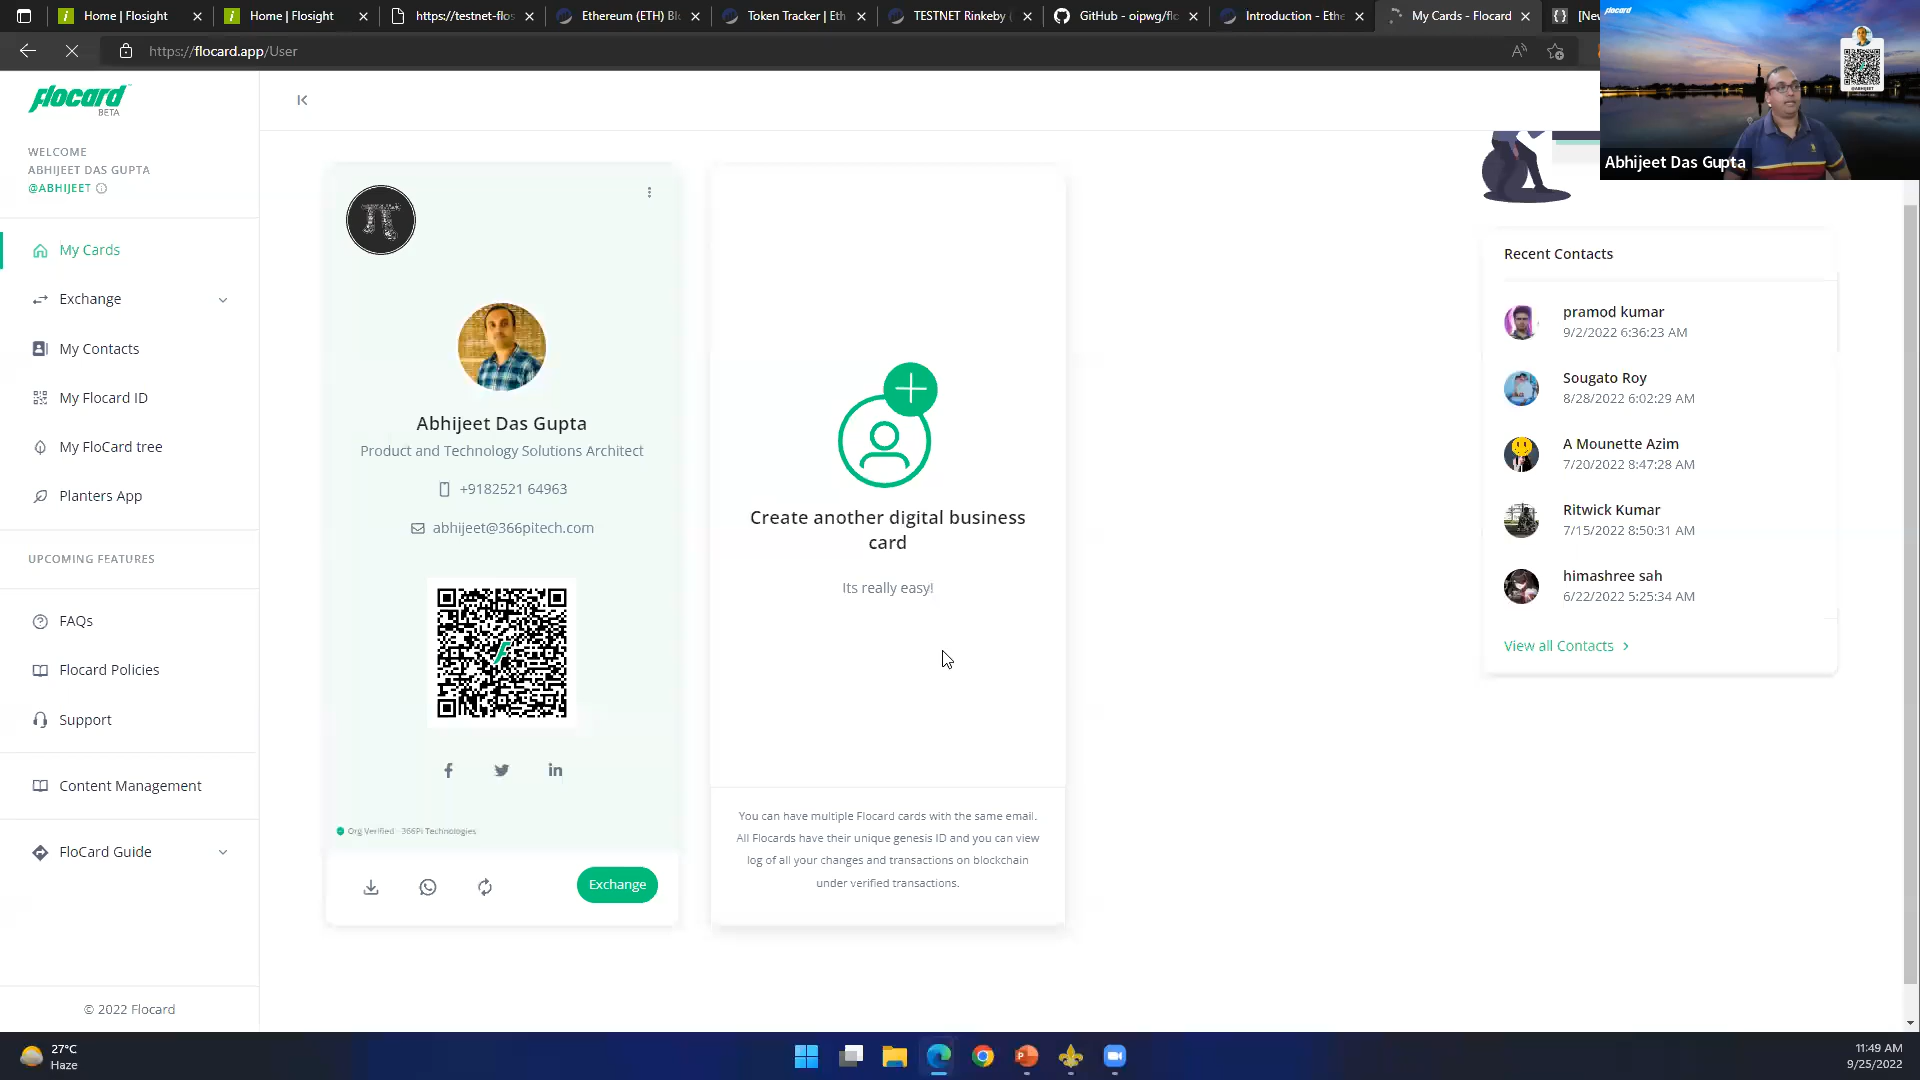 Home | Flosight
Home | Flosight
https://testnet-flos
Ethereum (ETH) Bl
Token Tracker | Eth
TESTNET Rinkeby (
GitHub - oipwg/flo
Introduction - Ethe
My Cards - Flocard
[Nev
https://flocard.app/User
flocard
Abhijeet Das Gupta
flocard
BETA
WELCOME
ABHIJEET DAS GUPTA
@ABHIJEET
My Cards
Exchange
My Contacts
My Flocard ID
My FloCard tree
Planters App
UPCOMING FEATURES
FAQs
Flocard Policies
Support
Content Management
FloCard Guide
© 2022 Flocard
Abhijeet Das Gupta
Product and Technology Solutions Architect
+9182521 64963
abhijeet@366pitech.com
Org Verified - 366Pi Technologies
Exchange
Create another digital business
card
Its really easy!
You can have multiple Flocard cards with the same email.
All Flocards have their unique genesis ID and you can view
log of all your changes and transactions on blockchain
under verified transactions.
Recent Contacts
pramod kumar
9/2/2022 6:36:23 AM
Sougato Roy
8/28/2022 6:02:29 AM
A Mounette Azim
7/20/2022 8:47:28 AM
Ritwick Kumar
7/15/2022 8:50:31 AM
himashree sah
6/22/2022 5:25:34 AM
View all Contacts
27°C
Haze
11:49 AM
9/25/2022